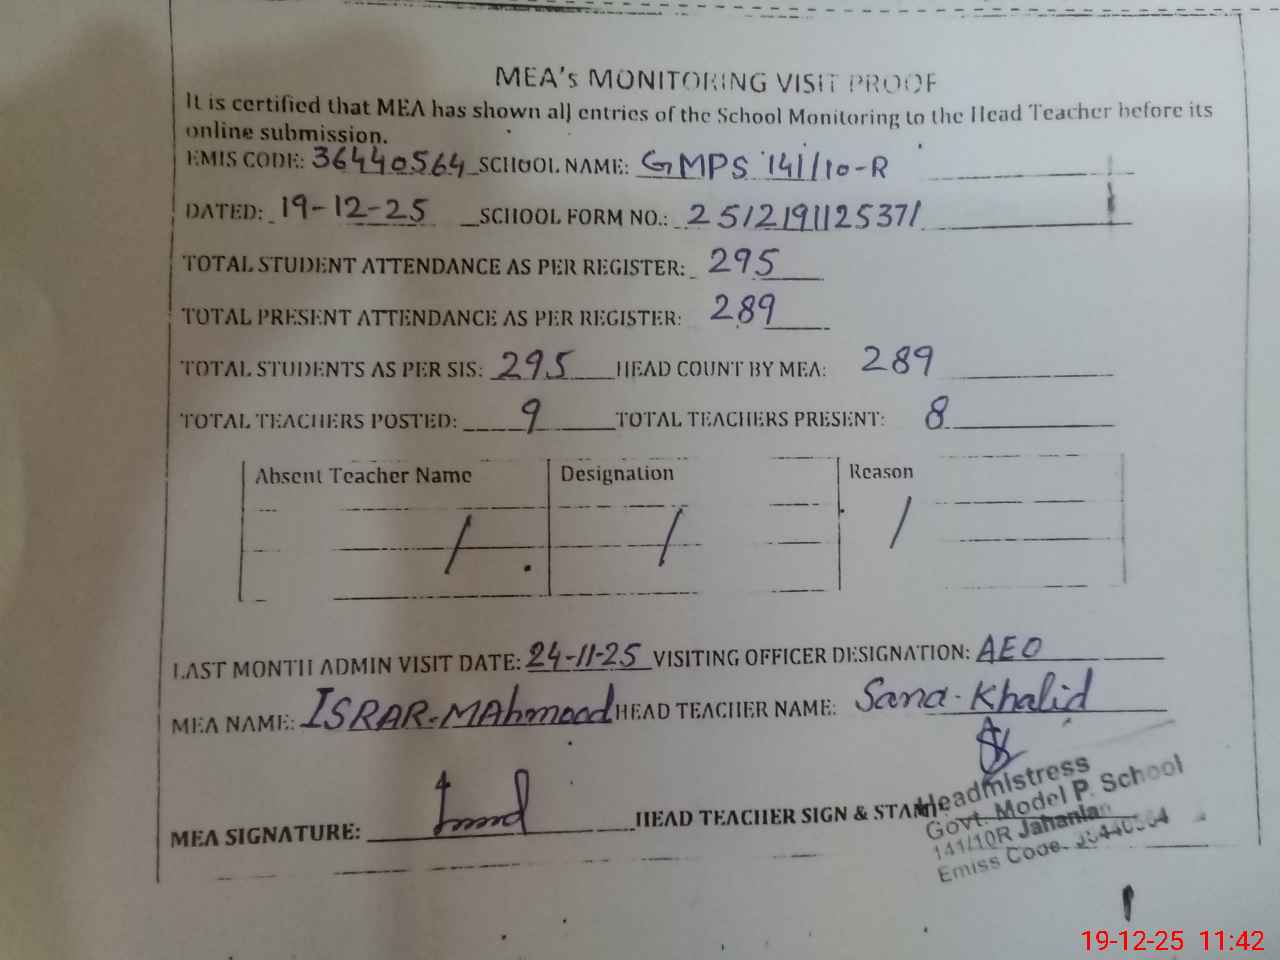 MEA's MONITORING VISIT PROOF
It is certified that MEA has shown all entries of the School Monitoring to the Head Teacher before its
online submission.
EMIS CODE: 36440564 SCHOOL NAME: GMPS 141/10-R
DATED: 19-12-25 SCHOOL FORM NO.:
TOTAL STUDENT ATTENDANCE AS PER REGISTER: 295
TOTAL PRESENT ATTENDANCE AS PER REGISTER: 289
TOTAL STUDENTS AS PER SIS: 295 HEAD COUNT BY MEA: 289
TOTAL TEACHERS POSTED: 9 TOTAL TEACHERS PRESENT: 8
Absent Teacher Name Designation Reason
/ / /
LAST MONTH ADMIN VISIT DATE: 24-11-25 VISITING OFFICER DESIGNATION: AEO
MEA NAME: ISRAR-MAhmood HEAD TEACHER NAME: Sana-Khalid
MEA SIGNATURE: HEAD TEACHER SIGN & STAMP
Headmistress
Govt. Model P. School
141/10R Jahania
Emiss Code.
19-12-25 11:42